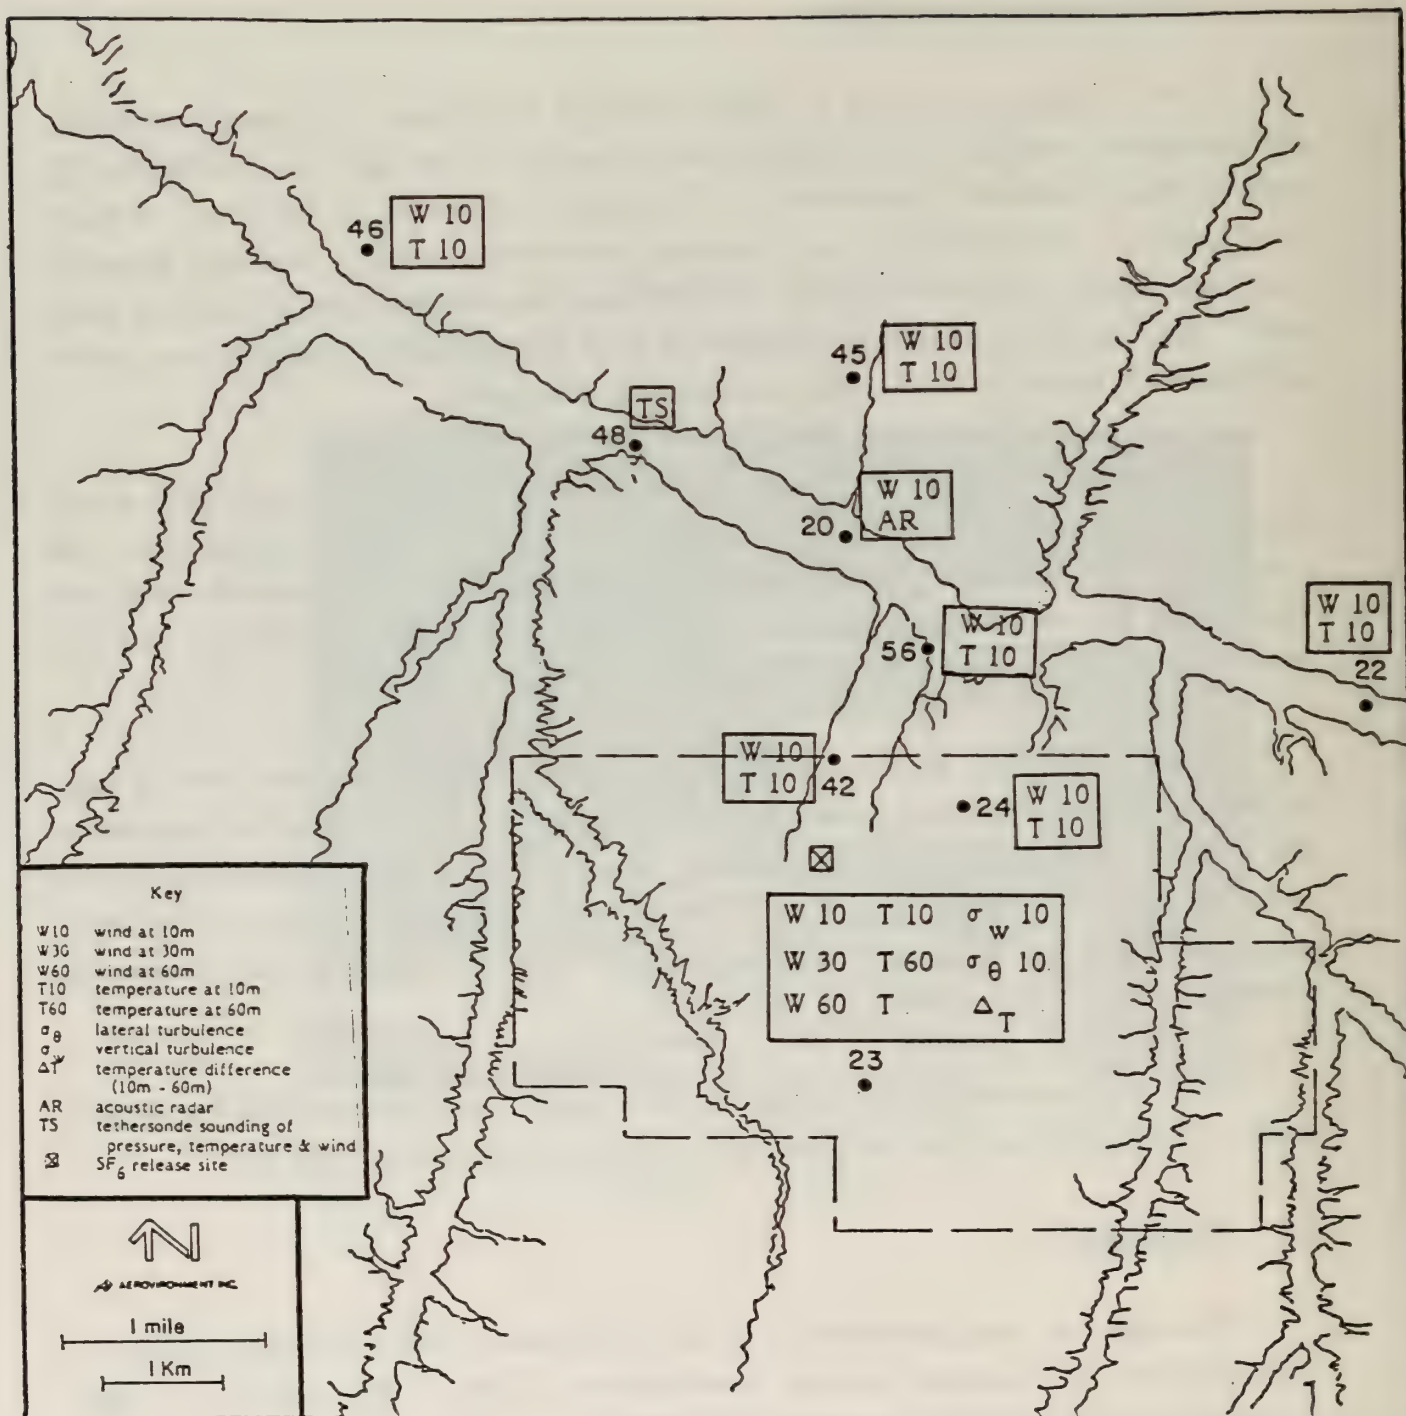 46
W 10
T 10
45
W 10
T 10
TS
48
W 10
AR
20
W 10
T 10
56
W 10
T 10
22
W 10
T 10
42
24
W 10
T 10
W 10 T 10 σw 10
W 30 T 60 σθ 10
W 60 T ΔT
23
Key
W10 wind at 10m
W30 wind at 30m
W60 wind at 60m
T10 temperature at 10m
T60 temperature at 60m
σθ lateral turbulence
σw vertical turbulence
ΔT temperature difference
(10m - 60m)
AR acoustic radar
TS tethersonde sounding of
pressure, temperature & wind
SF6 release site
N
AEROVIRONMENT INC.
1 mile
1 Km